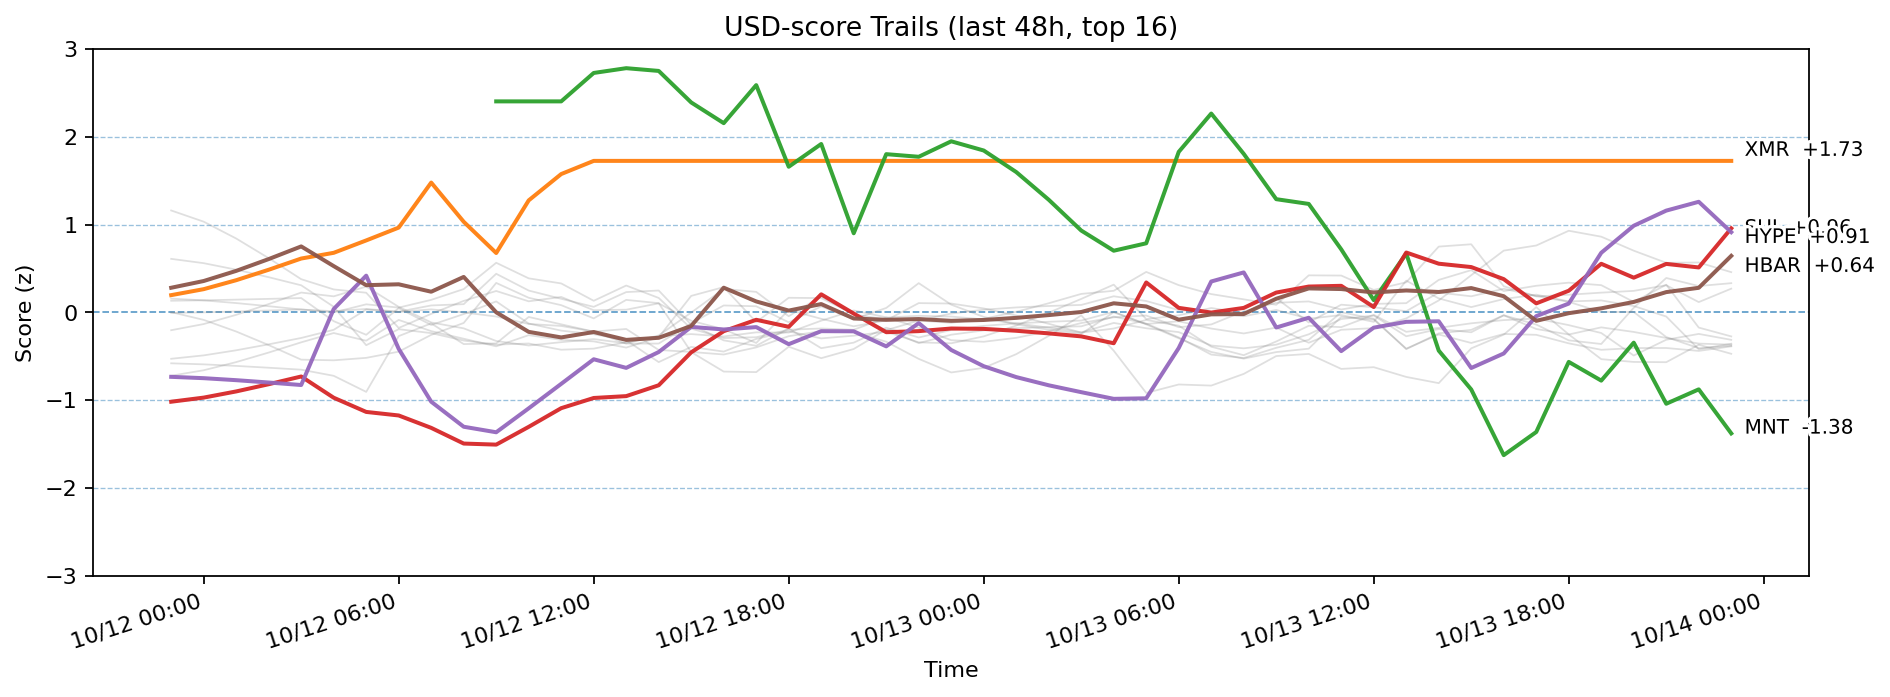 USD-score Trails (last 48h, top 16)
Score (z)
3
2
1
0
−1
−2
−3
XMR +1.73
HYPE +0.91
HBAR +0.64
MNT -1.38
10/12 00:00
10/12 06:00
10/12 12:00
10/12 18:00
10/13 00:00
10/13 06:00
10/13 12:00
10/13 18:00
10/14 00:00
Time